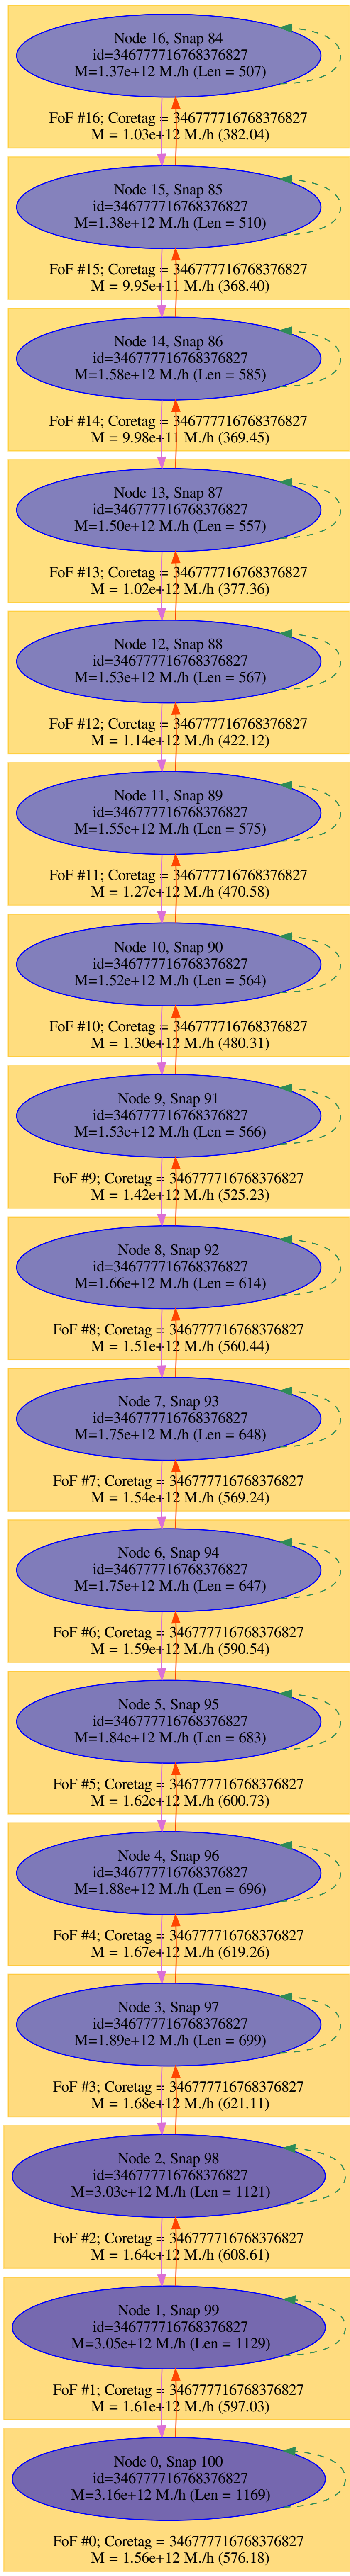 Node 16, Snap 84
id=346777716768376827
M=1.37e+12 M./h (Len = 507)
FoF #16; Coretag = 346777716768376827
M = 1.03e+12 M./h (382.04)
Node 15, Snap 85
id=346777716768376827
M=1.38e+12 M./h (Len = 510)
FoF #15; Coretag = 346777716768376827
M = 9.95e+11 M./h (368.40)
Node 14, Snap 86
id=346777716768376827
M=1.58e+12 M./h (Len = 585)
FoF #14; Coretag = 346777716768376827
M = 9.98e+11 M./h (369.45)
Node 13, Snap 87
id=346777716768376827
M=1.50e+12 M./h (Len = 557)
FoF #13; Coretag = 346777716768376827
M = 1.02e+12 M./h (377.36)
Node 12, Snap 88
id=346777716768376827
M=1.53e+12 M./h (Len = 567)
FoF #12; Coretag = 346777716768376827
M = 1.14e+12 M./h (422.12)
Node 11, Snap 89
id=346777716768376827
M=1.55e+12 M./h (Len = 575)
FoF #11; Coretag = 346777716768376827
M = 1.27e+12 M./h (470.58)
Node 10, Snap 90
id=346777716768376827
M=1.52e+12 M./h (Len = 564)
FoF #10; Coretag = 346777716768376827
M = 1.30e+12 M./h (480.31)
Node 9, Snap 91
id=346777716768376827
M=1.53e+12 M./h (Len = 566)
FoF #9; Coretag = 346777716768376827
M = 1.42e+12 M./h (525.23)
Node 8, Snap 92
id=346777716768376827
M=1.66e+12 M./h (Len = 614)
FoF #8; Coretag = 346777716768376827
M = 1.51e+12 M./h (560.44)
Node 7, Snap 93
id=346777716768376827
M=1.75e+12 M./h (Len = 648)
FoF #7; Coretag = 346777716768376827
M = 1.54e+12 M./h (569.24)
Node 6, Snap 94
id=346777716768376827
M=1.75e+12 M./h (Len = 647)
FoF #6; Coretag = 346777716768376827
M = 1.59e+12 M./h (590.54)
Node 5, Snap 95
id=346777716768376827
M=1.84e+12 M./h (Len = 683)
FoF #5; Coretag = 346777716768376827
M = 1.62e+12 M./h (600.73)
Node 4, Snap 96
id=346777716768376827
M=1.88e+12 M./h (Len = 696)
FoF #4; Coretag = 346777716768376827
M = 1.67e+12 M./h (619.26)
Node 3, Snap 97
id=346777716768376827
M=1.89e+12 M./h (Len = 699)
FoF #3; Coretag = 346777716768376827
M = 1.68e+12 M./h (621.11)
Node 2, Snap 98
id=346777716768376827
M=3.03e+12 M./h (Len = 1121)
FoF #2; Coretag = 346777716768376827
M = 1.64e+12 M./h (608.61)
Node 1, Snap 99
id=346777716768376827
M=3.05e+12 M./h (Len = 1129)
FoF #1; Coretag = 346777716768376827
M = 1.61e+12 M./h (597.03)
Node 0, Snap 100
id=346777716768376827
M=3.16e+12 M./h (Len = 1169)
FoF #0; Coretag = 346777716768376827
M = 1.56e+12 M./h (576.18)